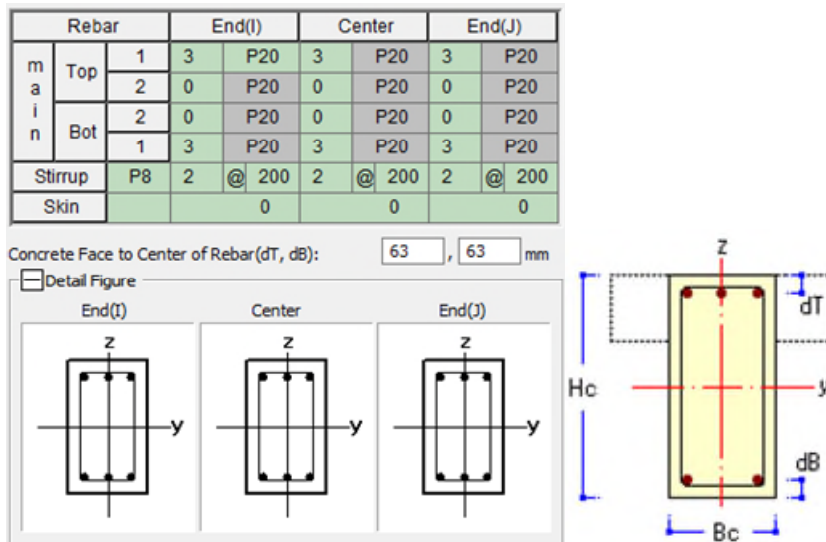 Rebar End(I) Center End(J)
main Top 1 3 P20 3 P20 3 P20
2 0 P20 0 P20 0 P20
Bot 2 0 P20 0 P20 0 P20
1 3 P20 3 P20 3 P20
Stirrup P8 2 @ 200 2 @ 200 2 @ 200
Skin 0 0 0
Concrete Face to Center of Rebar(dT, dB): 63 , 63 mm
Detail Figure
End(I) Center End(J)
z z z
y y y
z
dT
Hc y
dB
Bc